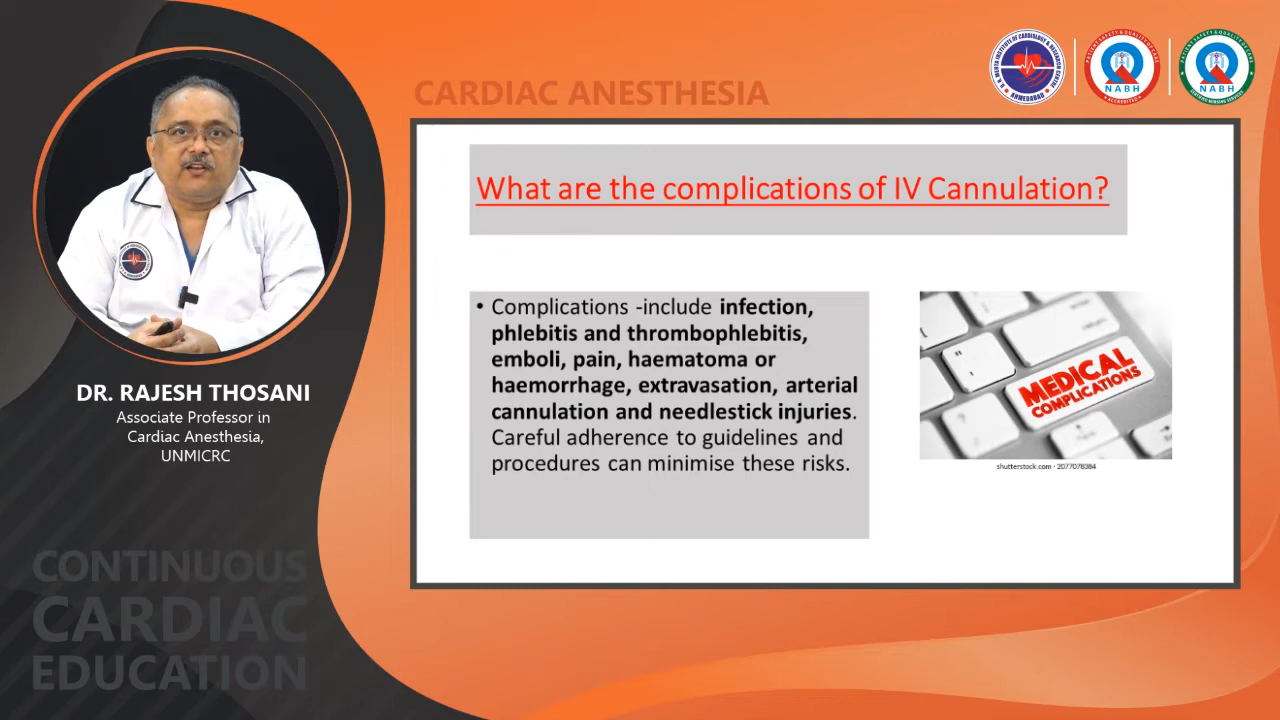 CARDIAC ANESTHESIA
NABH
NABH
What are the complications of IV Cannulation?
• Complications -include infection,
phlebitis and thrombophlebitis,
emboli, pain, haematoma or
haemorrhage, extravasation, arterial
cannulation and needlestick injuries.
Careful adherence to guidelines and
procedures can minimise these risks.
MEDICAL
COMPLICATIONS
shutterstock.com · 2077078384
DR. RAJESH THOSANI
Associate Professor in
Cardiac Anesthesia,
UNMICRC
CONTINUOUS
CARDIAC
EDUCATION